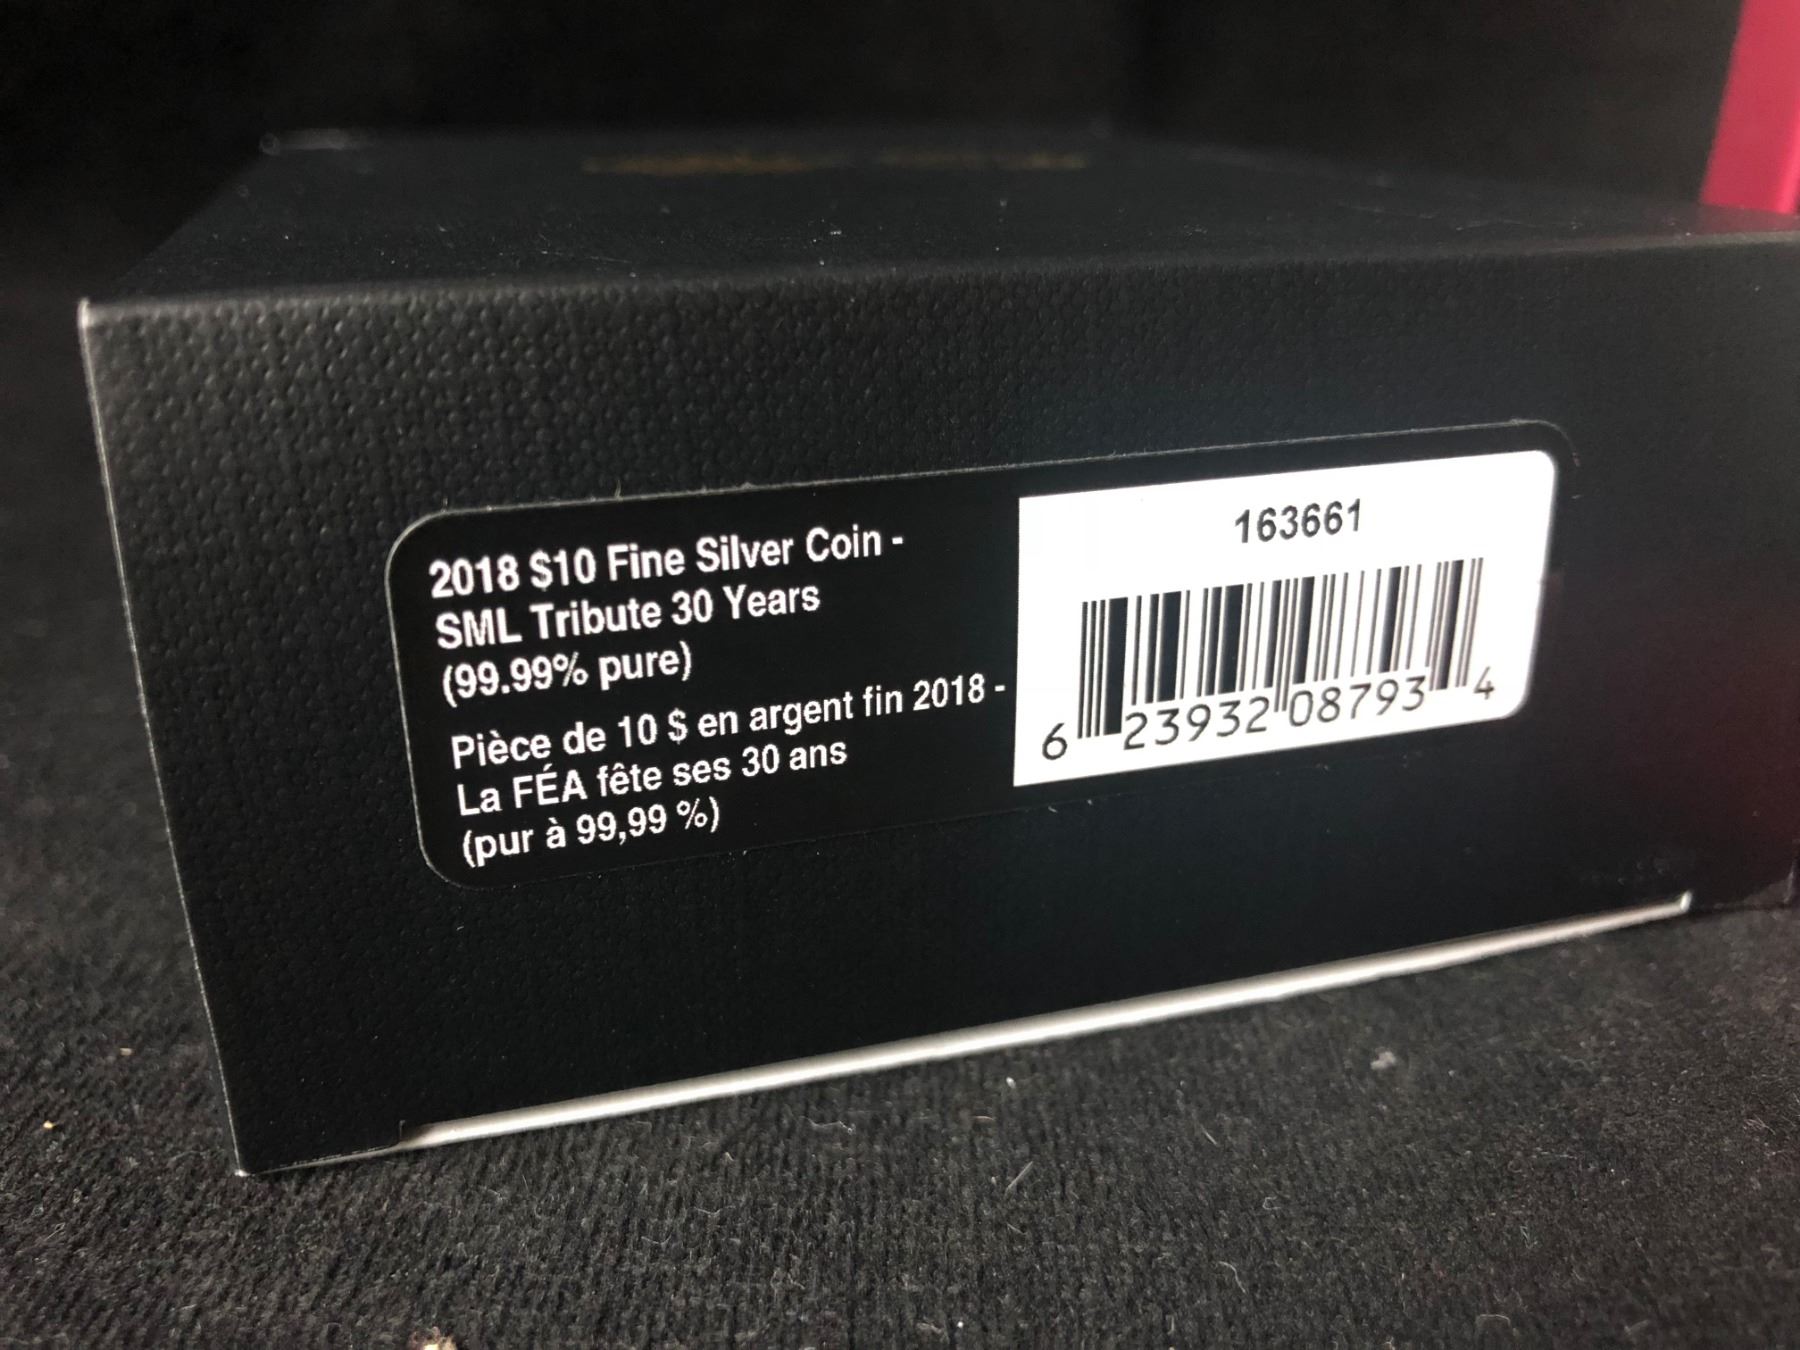 2018 $10 Fine Silver Coin -
SML Tribute 30 Years
(99.99% pure)
Pièce de 10 $ en argent fin 2018 -
La FÉA fête ses 30 ans
(pur à 99,99 %)
163661
6 23932 08793 4